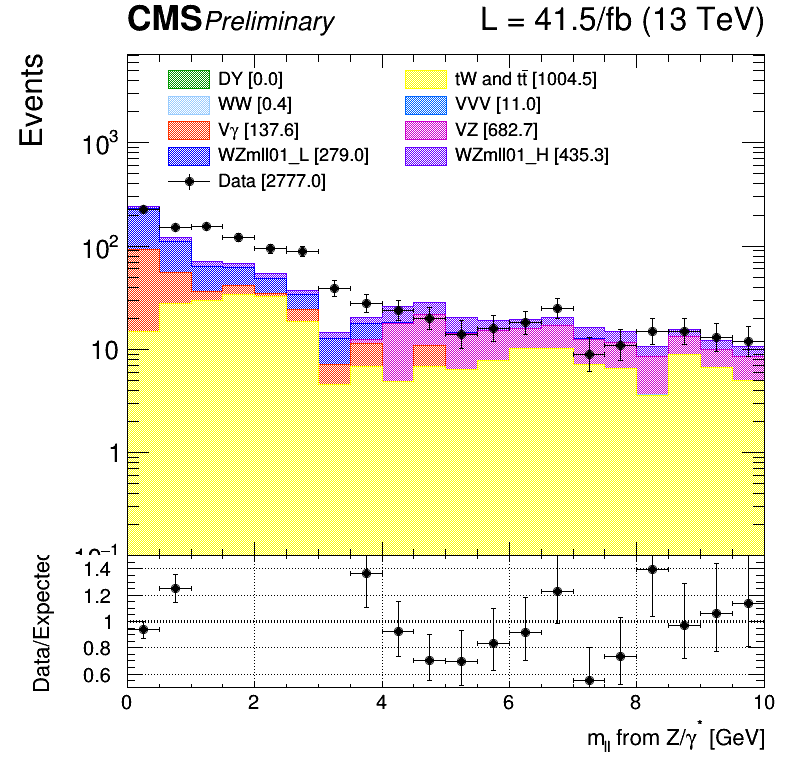 CMS Preliminary L = 41.5/fb (13 TeV)
Events
DY [0.0] tW and tt̅ [1004.5]
WW [0.4] VVV [11.0]
Vγ [137.6] VZ [682.7]
WZmll01_L [279.0] WZmll01_H [435.3]
Data [2777.0]
10³
10²
10
1
10⁻¹
Data/Expected
1.4
1.2
1
0.8
0.6
0 2 4 6 8 10
m_ll from Z/γ* [GeV]